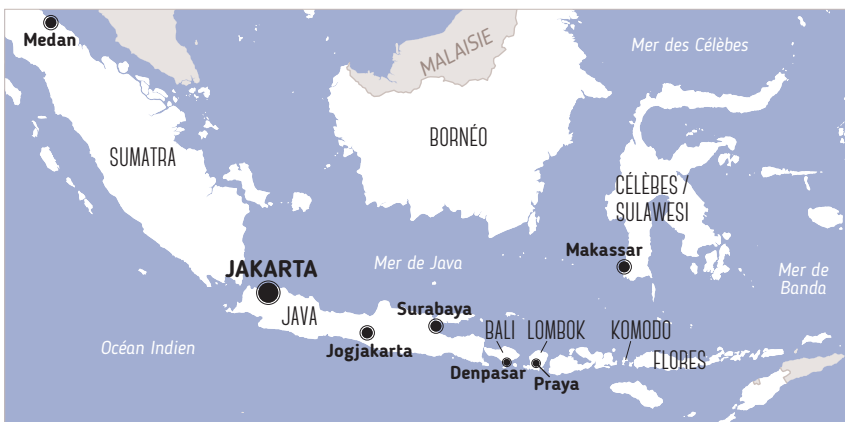 Medan
MALAISIE
Mer des Célèbes
SUMATRA
BORNÉO
CÉLÈBES /
SULAWESI
Makassar
JAKARTA
Mer de Java
Mer de
Banda
JAVA
Surabaya
BALI
LOMBOK
KOMODO
Océan Indien
Jogjakarta
FLORES
Denpasar
Praya